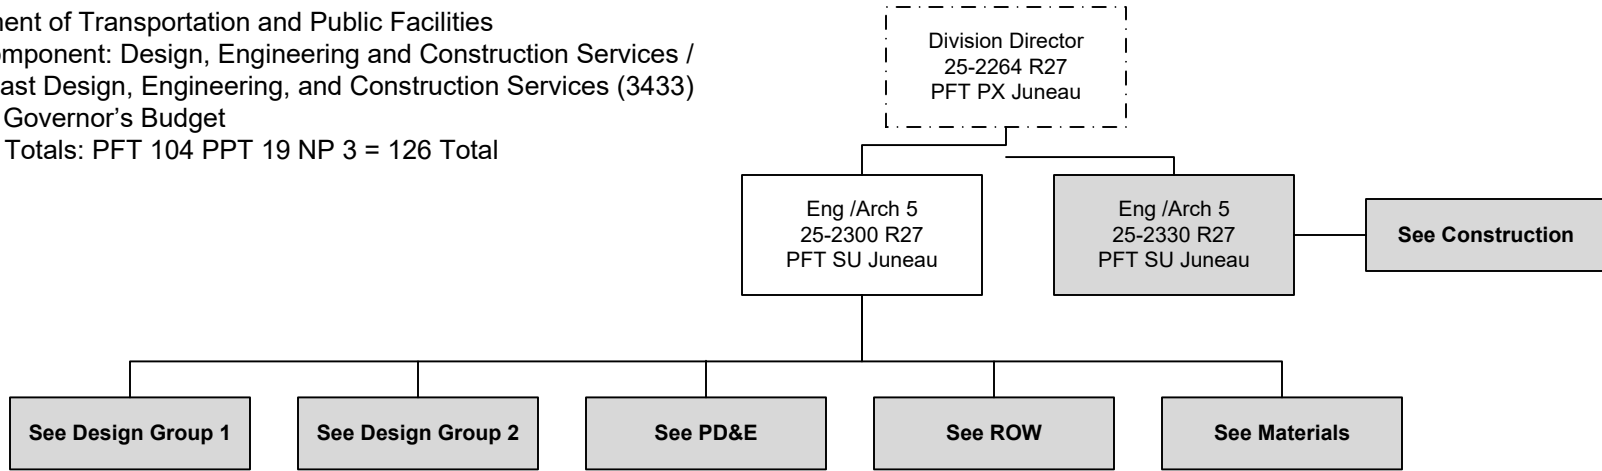 of Transportation and Public Facilities
Design, Engineering and Construction Services /
Design, Engineering, and Construction Services (3433)
Governor’s Budget
Totals: PFT 104 PPT 19 NP 3 = 126 Total
Division Director
25-2264 R27
PFT PX Juneau
Eng /Arch 5
25-2300 R27
PFT SU Juneau
Eng /Arch 5
25-2330 R27
PFT SU Juneau
See Construction
See Design Group 1
See Design Group 2
See PD&E
See ROW
See Materials